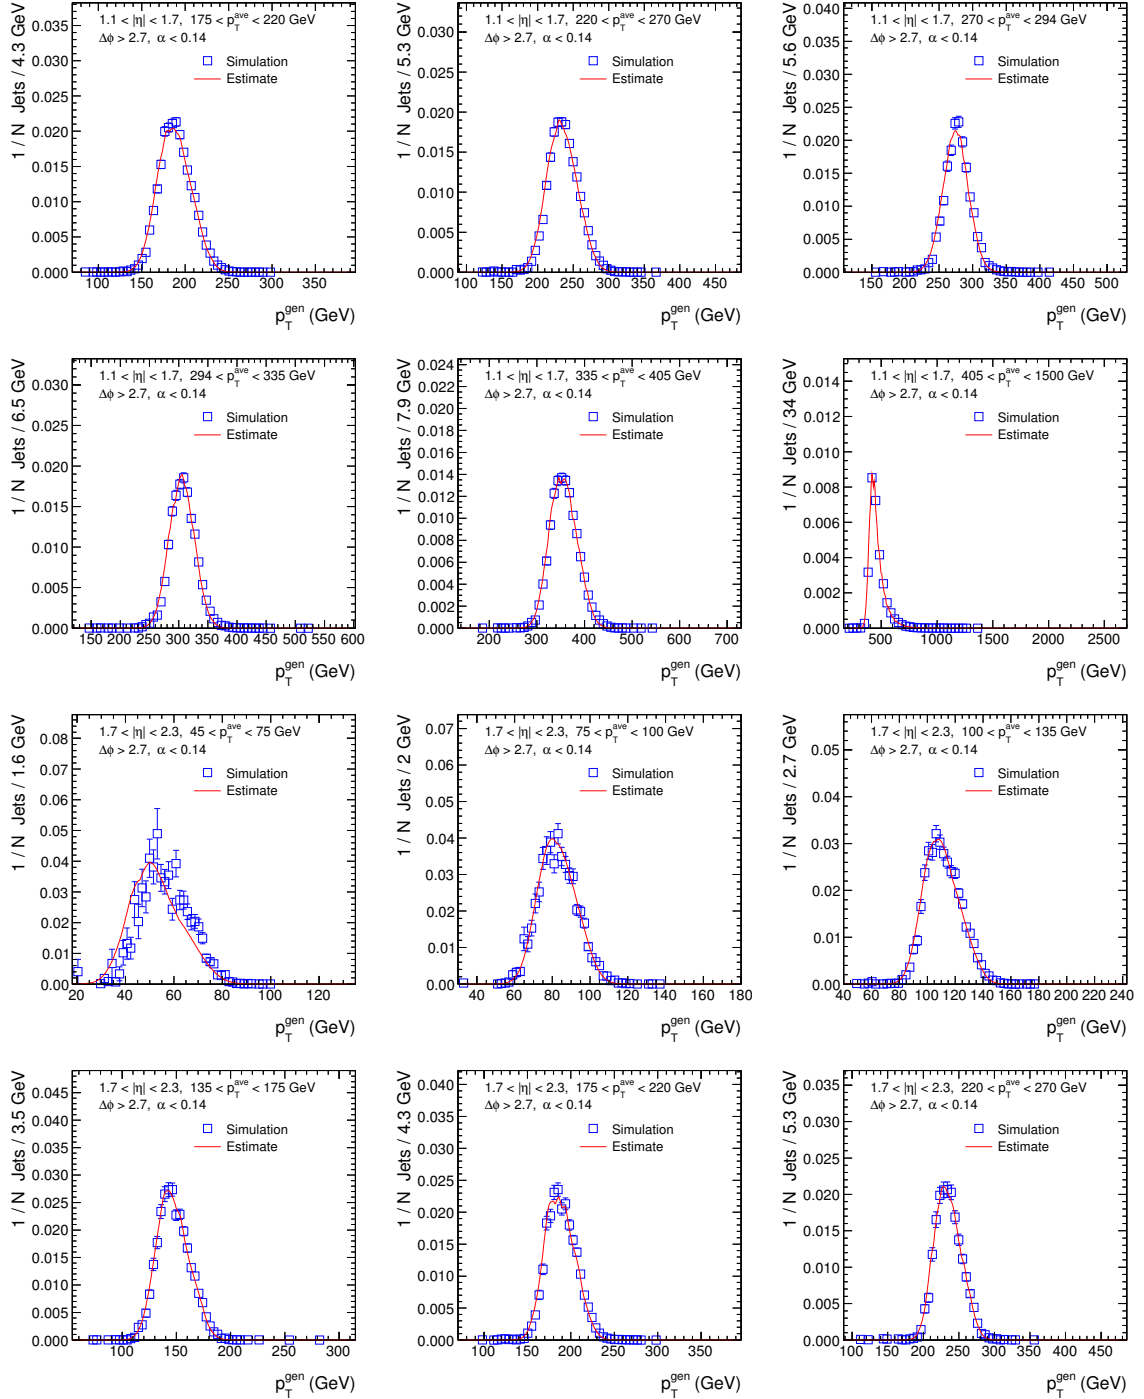 1 / N Jets / 4.3 GeV
1.1 < |η| < 1.7, 175 < p_T^ave < 220 GeV
Δϕ > 2.7, α < 0.14
Simulation
Estimate
0.035
0.030
0.025
0.020
0.015
0.010
0.005
0.000
100 150 200 250 300 350
p_T^gen (GeV)
1 / N Jets / 5.3 GeV
1.1 < |η| < 1.7, 220 < p_T^ave < 270 GeV
Δϕ > 2.7, α < 0.14
Simulation
Estimate
0.030
0.025
0.020
0.015
0.010
0.005
0.000
100 150 200 250 300 350 400 450
p_T^gen (GeV)
1 / N Jets / 5.6 GeV
1.1 < |η| < 1.7, 270 < p_T^ave < 294 GeV
Δϕ > 2.7, α < 0.14
Simulation
Estimate
0.040
0.035
0.030
0.025
0.020
0.015
0.010
0.005
0.000
150 200 250 300 350 400 450 500
p_T^gen (GeV)
1 / N Jets / 6.5 GeV
1.1 < |η| < 1.7, 294 < p_T^ave < 335 GeV
Δϕ > 2.7, α < 0.14
Simulation
Estimate
0.030
0.025
0.020
0.015
0.010
0.005
0.000
150 200 250 300 350 400 450 500 550 600
p_T^gen (GeV)
1 / N Jets / 7.9 GeV
1.1 < |η| < 1.7, 335 < p_T^ave < 405 GeV
Δϕ > 2.7, α < 0.14
Simulation
Estimate
0.024
0.022
0.020
0.018
0.016
0.014
0.012
0.010
0.008
0.006
0.004
0.002
0.000
200 300 400 500 600 700
p_T^gen (GeV)
1 / N Jets / 34 GeV
1.1 < |η| < 1.7, 405 < p_T^ave < 1500 GeV
Δϕ > 2.7, α < 0.14
Simulation
Estimate
0.014
0.012
0.010
0.008
0.006
0.004
0.002
0.000
500 1000 1500 2000 2500
p_T^gen (GeV)
1 / N Jets / 1.6 GeV
1.7 < |η| < 2.3, 45 < p_T^ave < 75 GeV
Δϕ > 2.7, α < 0.14
Simulation
Estimate
0.08
0.07
0.06
0.05
0.04
0.03
0.02
0.01
0.00
20 40 60 80 100 120
p_T^gen (GeV)
1 / N Jets / 2 GeV
1.7 < |η| < 2.3, 75 < p_T^ave < 100 GeV
Δϕ > 2.7, α < 0.14
Simulation
Estimate
0.07
0.06
0.05
0.04
0.03
0.02
0.01
0.00
40 60 80 100 120 140 160 180
p_T^gen (GeV)
1 / N Jets / 2.7 GeV
1.7 < |η| < 2.3, 100 < p_T^ave < 135 GeV
Δϕ > 2.7, α < 0.14
Simulation
Estimate
0.05
0.04
0.03
0.02
0.01
0.00
40 60 80 100 120 140 160 180 200 220 240
p_T^gen (GeV)
1 / N Jets / 3.5 GeV
1.7 < |η| < 2.3, 135 < p_T^ave < 175 GeV
Δϕ > 2.7, α < 0.14
Simulation
Estimate
0.045
0.040
0.035
0.030
0.025
0.020
0.015
0.010
0.005
0.000
100 150 200 250 300
p_T^gen (GeV)
1 / N Jets / 4.3 GeV
1.7 < |η| < 2.3, 175 < p_T^ave < 220 GeV
Δϕ > 2.7, α < 0.14
Simulation
Estimate
0.040
0.035
0.030
0.025
0.020
0.015
0.010
0.005
0.000
100 150 200 250 300 350
p_T^gen (GeV)
1 / N Jets / 5.3 GeV
1.7 < |η| < 2.3, 220 < p_T^ave < 270 GeV
Δϕ > 2.7, α < 0.14
Simulation
Estimate
0.035
0.030
0.025
0.020
0.015
0.010
0.005
0.000
100 150 200 250 300 350 400 450
p_T^gen (GeV)